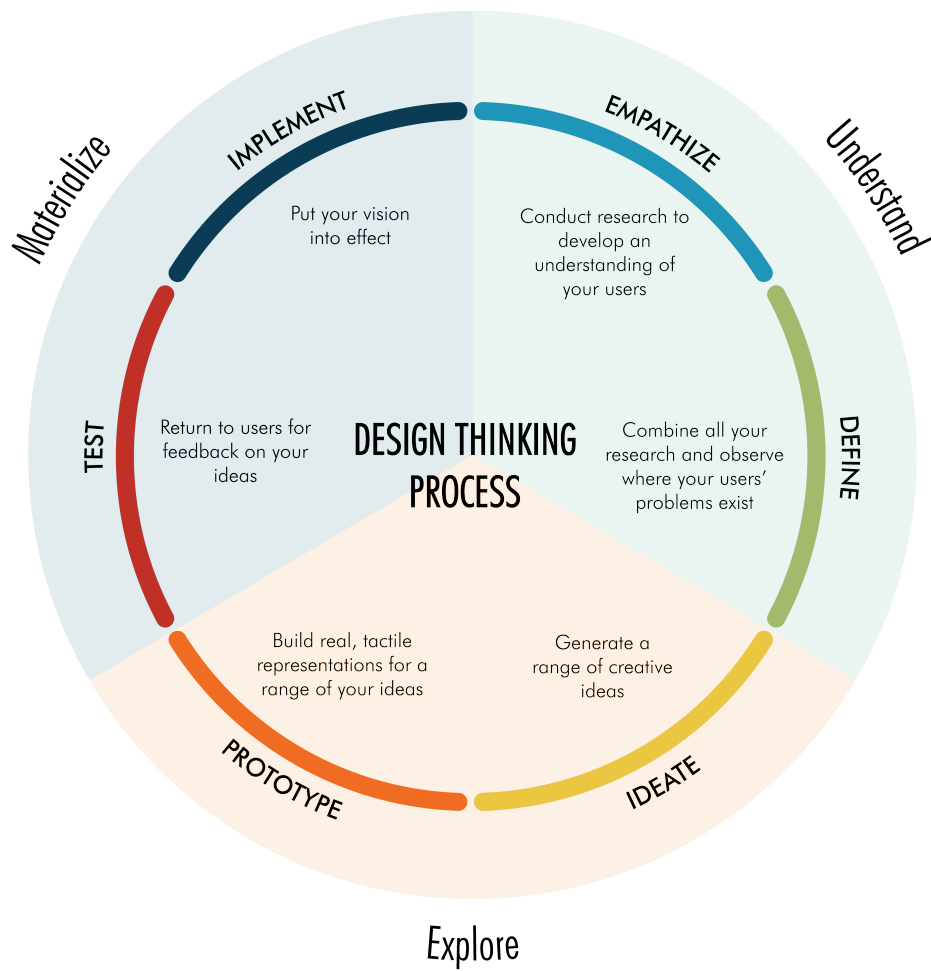 DESIGN THINKING
PROCESS
Understand
EMPATHIZE
Conduct research to
develop an
understanding of
your users
DEFINE
Combine all your
research and observe
where your users’
problems exist
Explore
IDEATE
Generate a
range of creative
ideas
PROTOTYPE
Build real, tactile
representations for a
range of your ideas
Materialize
TEST
Return to users for
feedback on your
ideas
IMPLEMENT
Put your vision
into effect